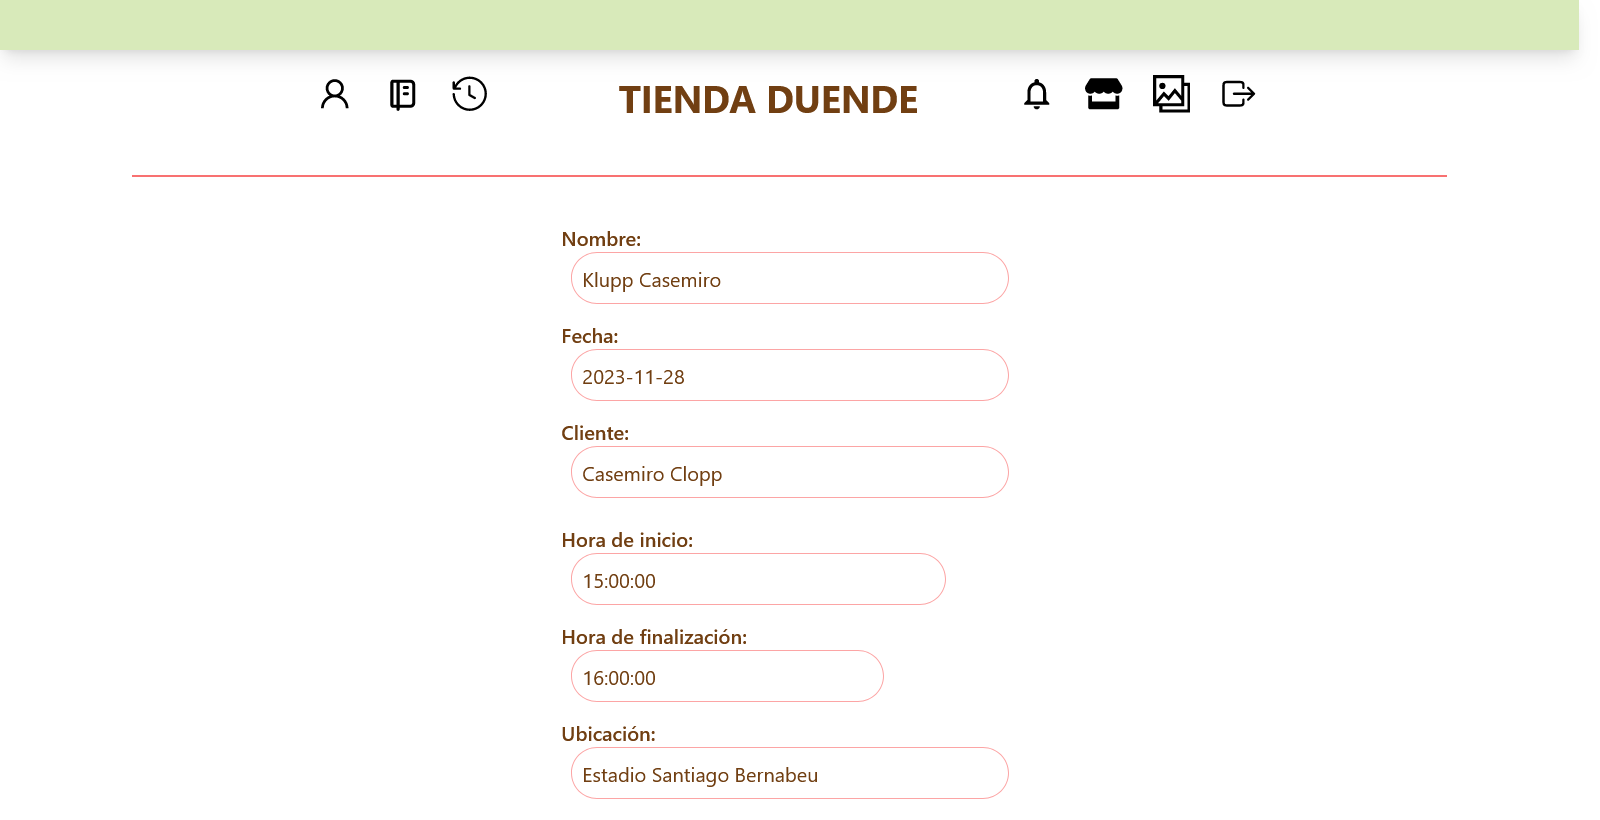 TIENDA DUENDE
Nombre:
Klupp Casemiro
Fecha:
2023-11-28
Cliente:
Casemiro Clopp
Hora de inicio:
15:00:00
Hora de finalización:
16:00:00
Ubicación:
Estadio Santiago Bernabeu